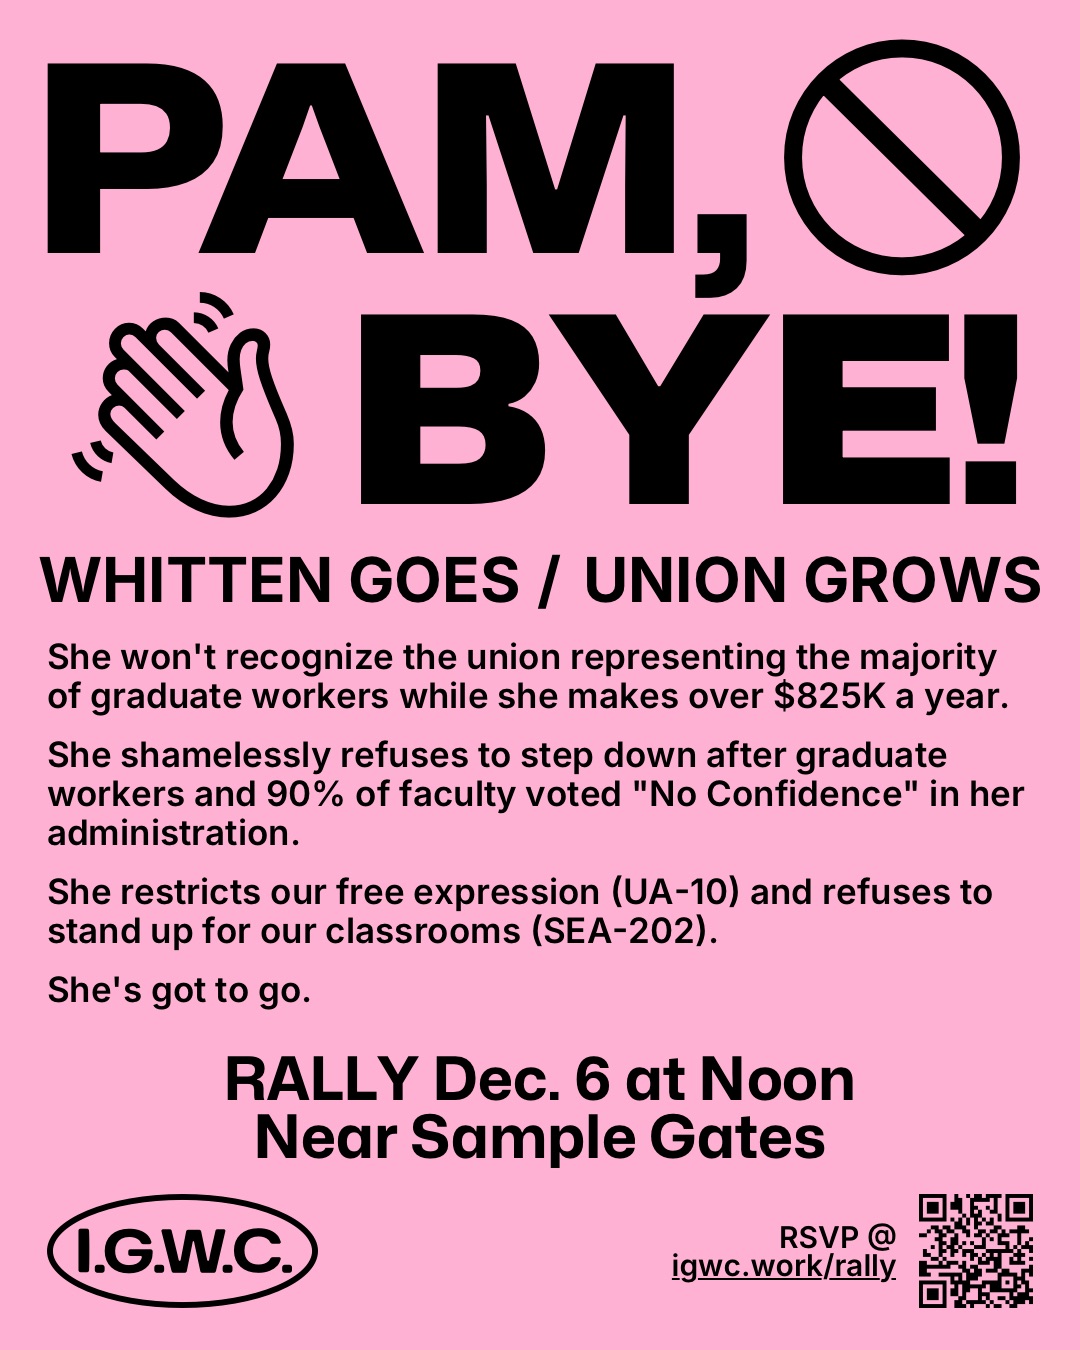 PAM,
BYE!
WHITTEN GOES / UNION GROWS
She won't recognize the union representing the majority
of graduate workers while she makes over $825K a year.
She shamelessly refuses to step down after graduate
workers and 90% of faculty voted "No Confidence" in her
administration.
She restricts our free expression (UA-10) and refuses to
stand up for our classrooms (SEA-202).
She's got to go.
RALLY Dec. 6 at Noon
Near Sample Gates
I.G.W.C.
RSVP @
igwc.work/rally